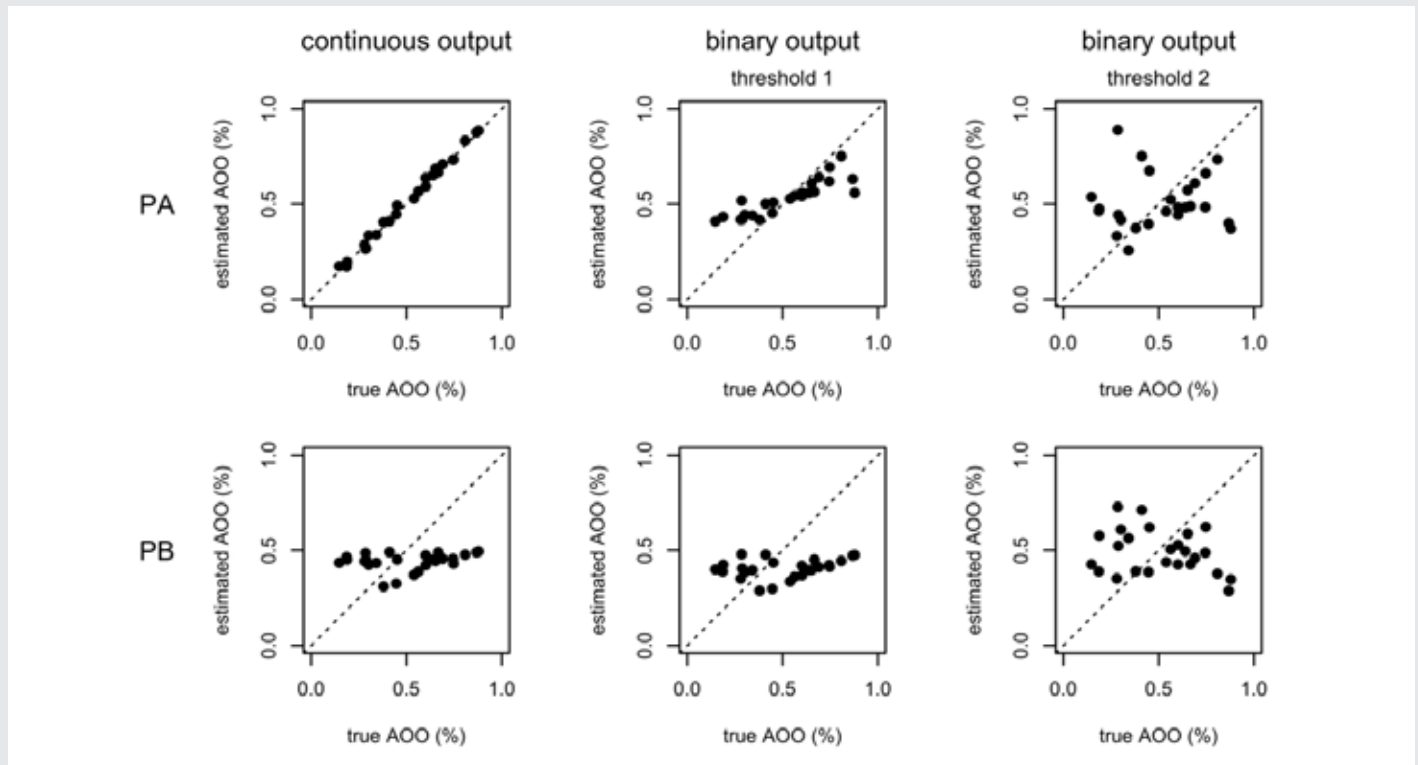 continuous output
binary output
binary output
threshold 1
threshold 2
PA
estimated AOO (%)
1.0
0.5
0.0
0.0 0.5 1.0
true AOO (%)
estimated AOO (%)
1.0
0.5
0.0
0.0 0.5 1.0
true AOO (%)
estimated AOO (%)
1.0
0.5
0.0
0.0 0.5 1.0
true AOO (%)
PB
estimated AOO (%)
1.0
0.5
0.0
0.0 0.5 1.0
true AOO (%)
estimated AOO (%)
1.0
0.5
0.0
0.0 0.5 1.0
true AOO (%)
estimated AOO (%)
1.0
0.5
0.0
0.0 0.5 1.0
true AOO (%)